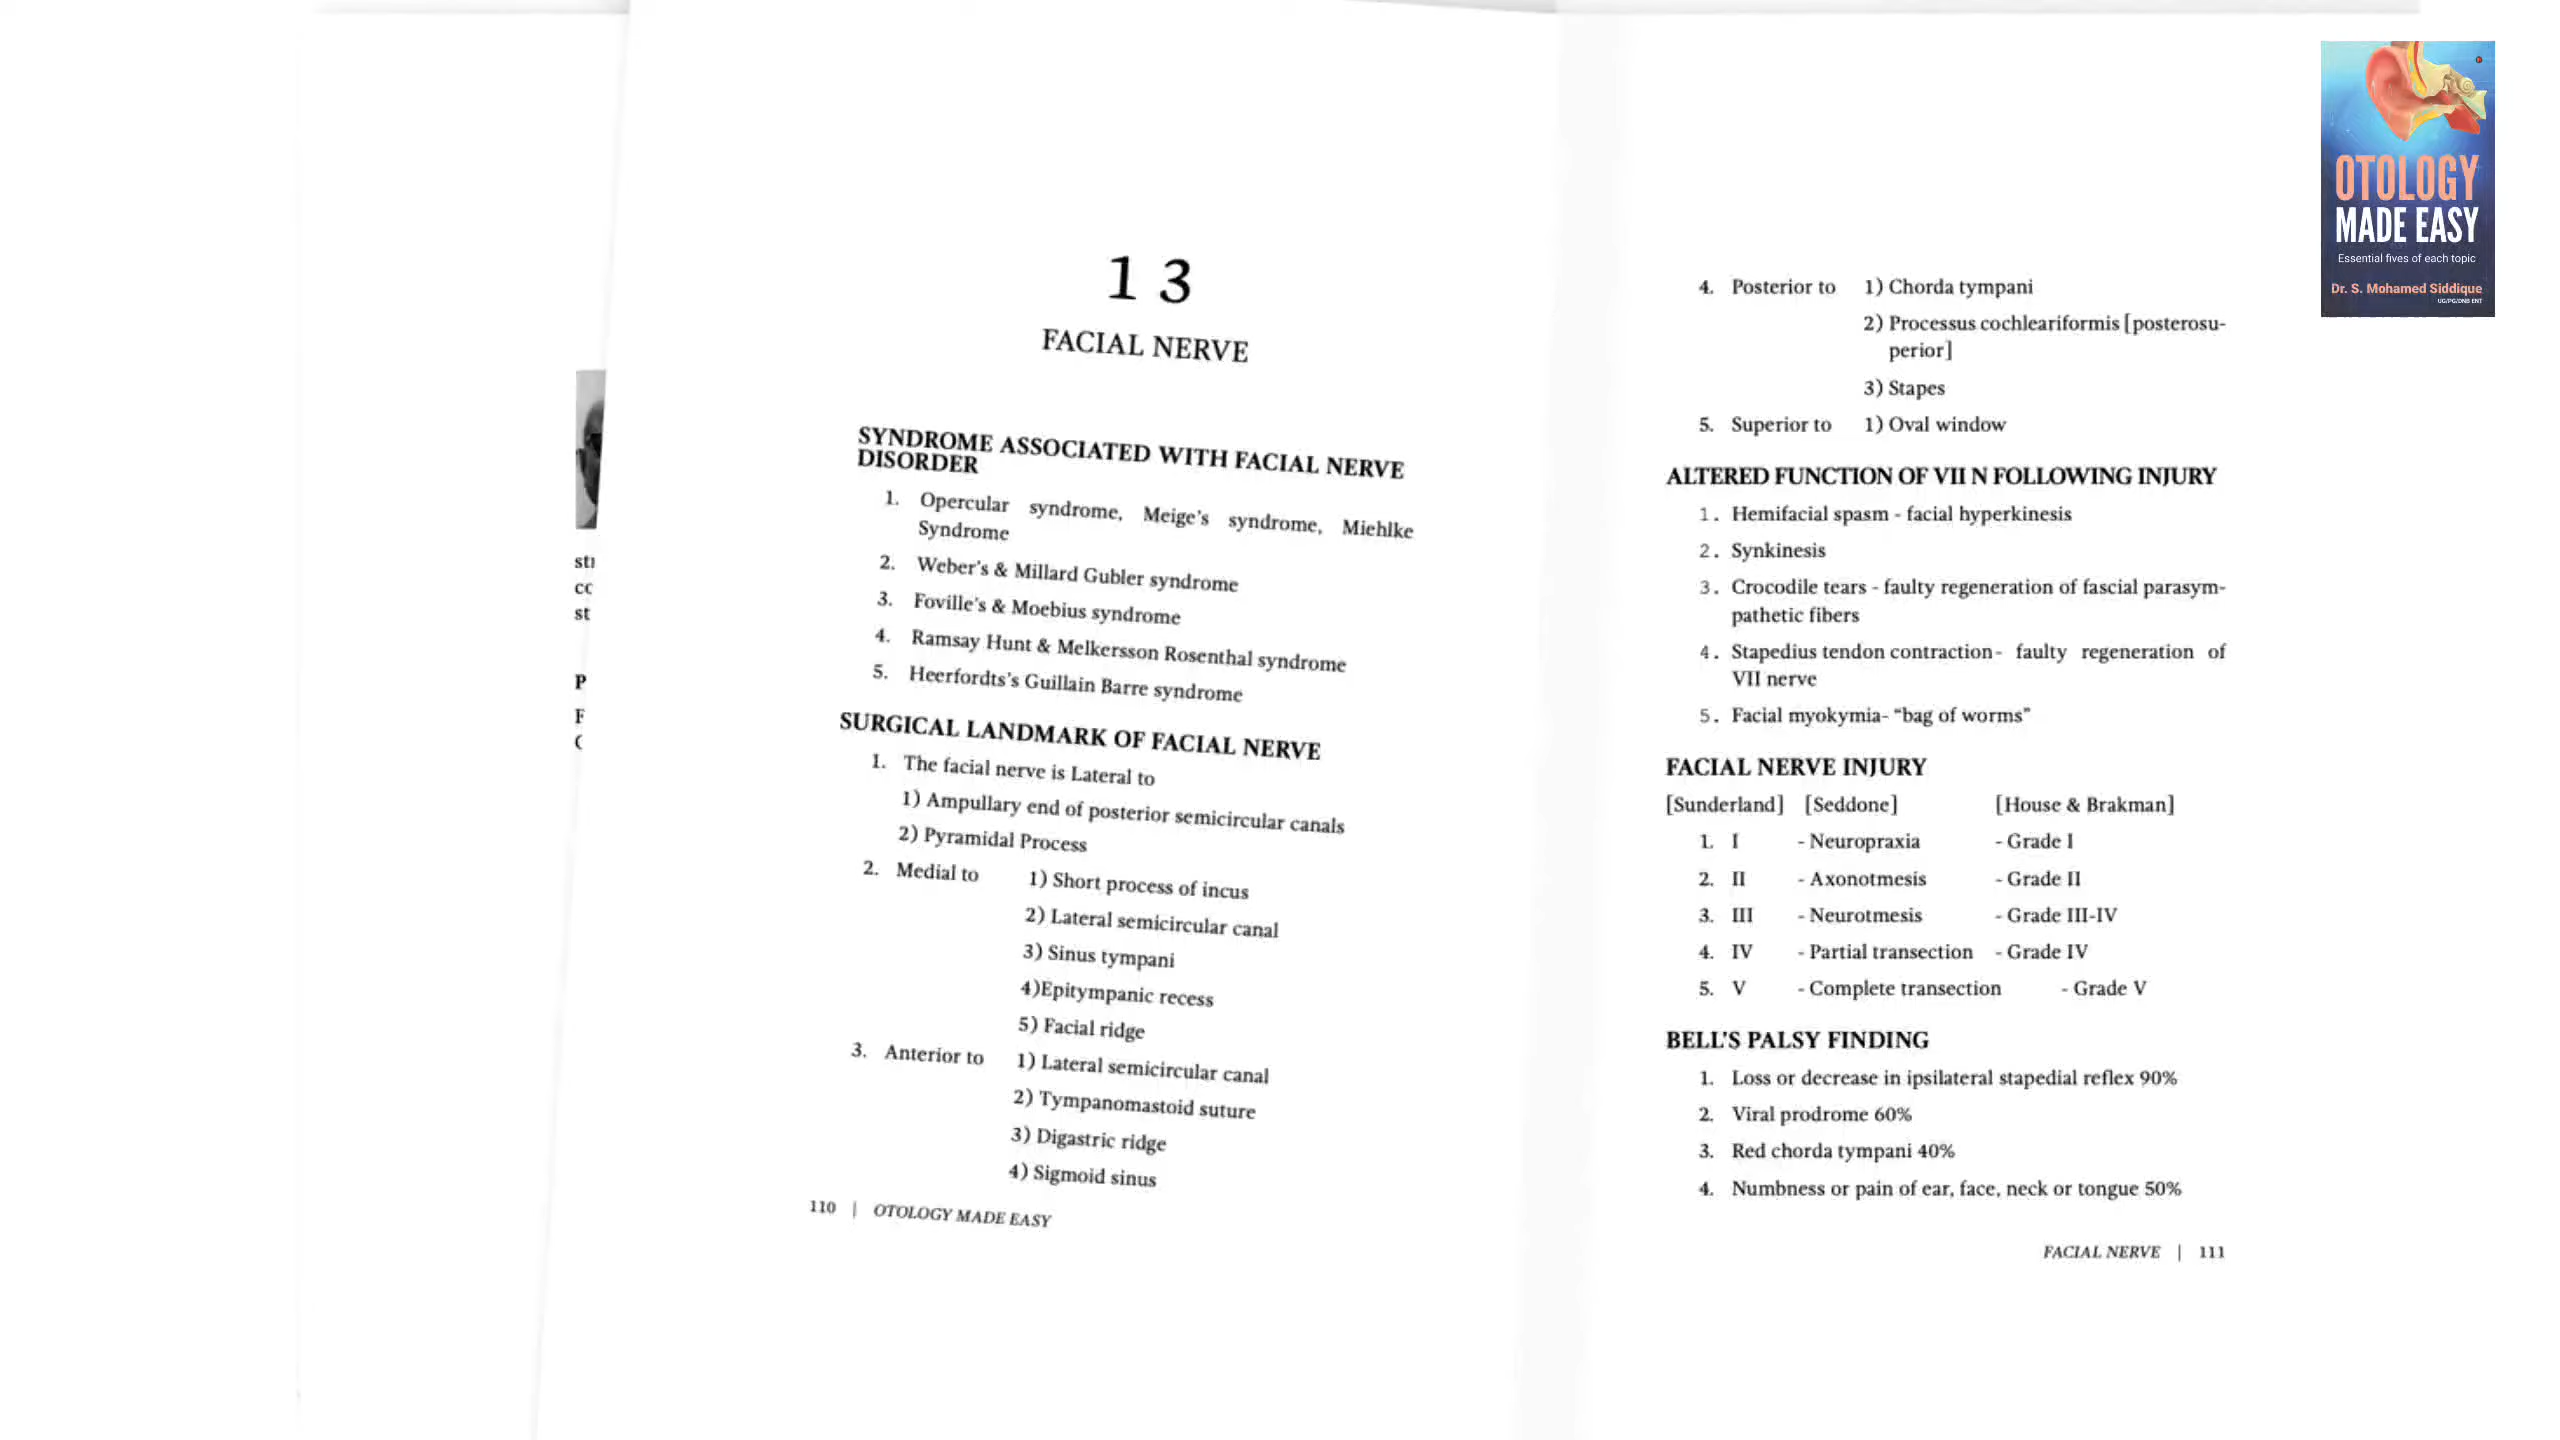 13
FACIAL NERVE
SYNDROME ASSOCIATED WITH FACIAL NERVE
DISORDER
1. Opercular syndrome, Meige's syndrome, Miehlke
Syndrome
2. Weber's & Millard Gubler syndrome
3. Foville's & Moebius syndrome
4. Ramsay Hunt & Melkersson Rosenthal syndrome
5. Heerfordts's Guillain Barre syndrome
SURGICAL LANDMARK OF FACIAL NERVE
1. The facial nerve is Lateral to
1) Ampullary end of posterior semicircular canals
2) Pyramidal Process
2. Medial to 1) Short process of incus
2) Lateral semicircular canal
3) Sinus tympani
4)Epitympanic recess
5) Facial ridge
3. Anterior to 1) Lateral semicircular canal
2) Tympanomastoid suture
3) Digastric ridge
4) Sigmoid sinus
110 | OTOLOGY MADE EASY
4. Posterior to 1) Chorda tympani
2) Processus cochleariformis [posterosu-
perior]
3) Stapes
5. Superior to 1) Oval window
ALTERED FUNCTION OF VII N FOLLOWING INJURY
1. Hemifacial spasm - facial hyperkinesis
2. Synkinesis
3. Crocodile tears - faulty regeneration of fascial parasym-
pathetic fibers
4. Stapedius tendon contraction- faulty regeneration of
VII nerve
5. Facial myokymia- “bag of worms”
FACIAL NERVE INJURY
[Sunderland] [Seddone] [House & Brakman]
1. I - Neuropraxia - Grade I
2. II - Axonotmesis - Grade II
3. III - Neurotmesis - Grade III-IV
4. IV - Partial transection - Grade IV
5. V - Complete transection - Grade V
BELL'S PALSY FINDING
1. Loss or decrease in ipsilateral stapedial reflex 90%
2. Viral prodrome 60%
3. Red chorda tympani 40%
4. Numbness or pain of ear, face, neck or tongue 50%
FACIAL NERVE | 111
OTOLOGY
MADE EASY
Essential fives of each topic
Dr. S. Mohamed Siddique
UG/PG/DNB ENT